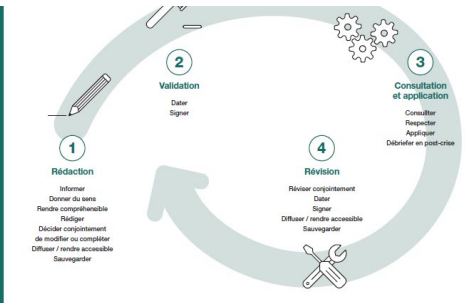 1
Rédaction
Informer
Donner du sens
Rendre compréhensible
Rédiger
Décider conjointement
de modifier ou compléter
Diffuser / rendre accessible
Sauvegarder
2
Validation
Dater
Signer
3
Consultation
et application
Consulter
Respecter
Appliquer
Débriefer en post-crise
4
Révision
Réviser conjointement
Dater
Signer
Diffuser / rendre accessible
Sauvegarder